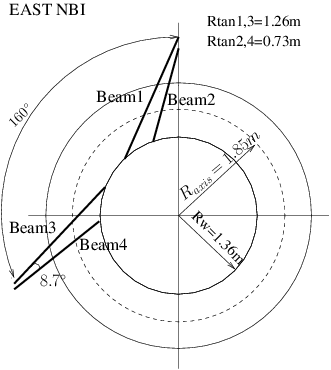 EAST NBI
Rtan1,3=1.26m
Rtan2,4=0.73m
Beam1
Beam2
160°
R_axis = 1.85m
Rw=1.36m
Beam3
Beam4
8.7°